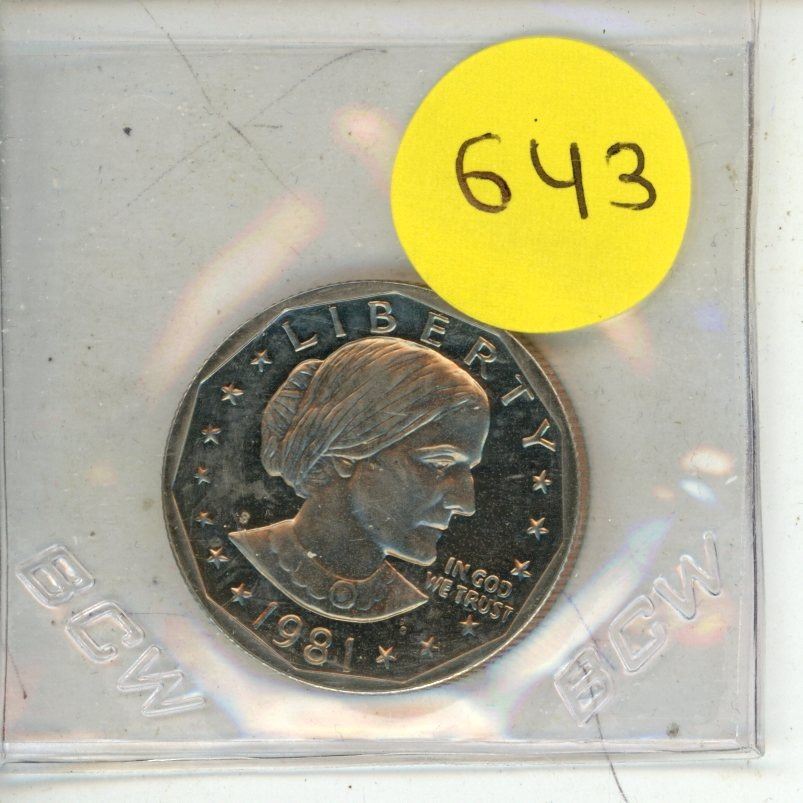 643
LIBERTY
S
IN GOD
WE TRUST
1981
BCW
BCW